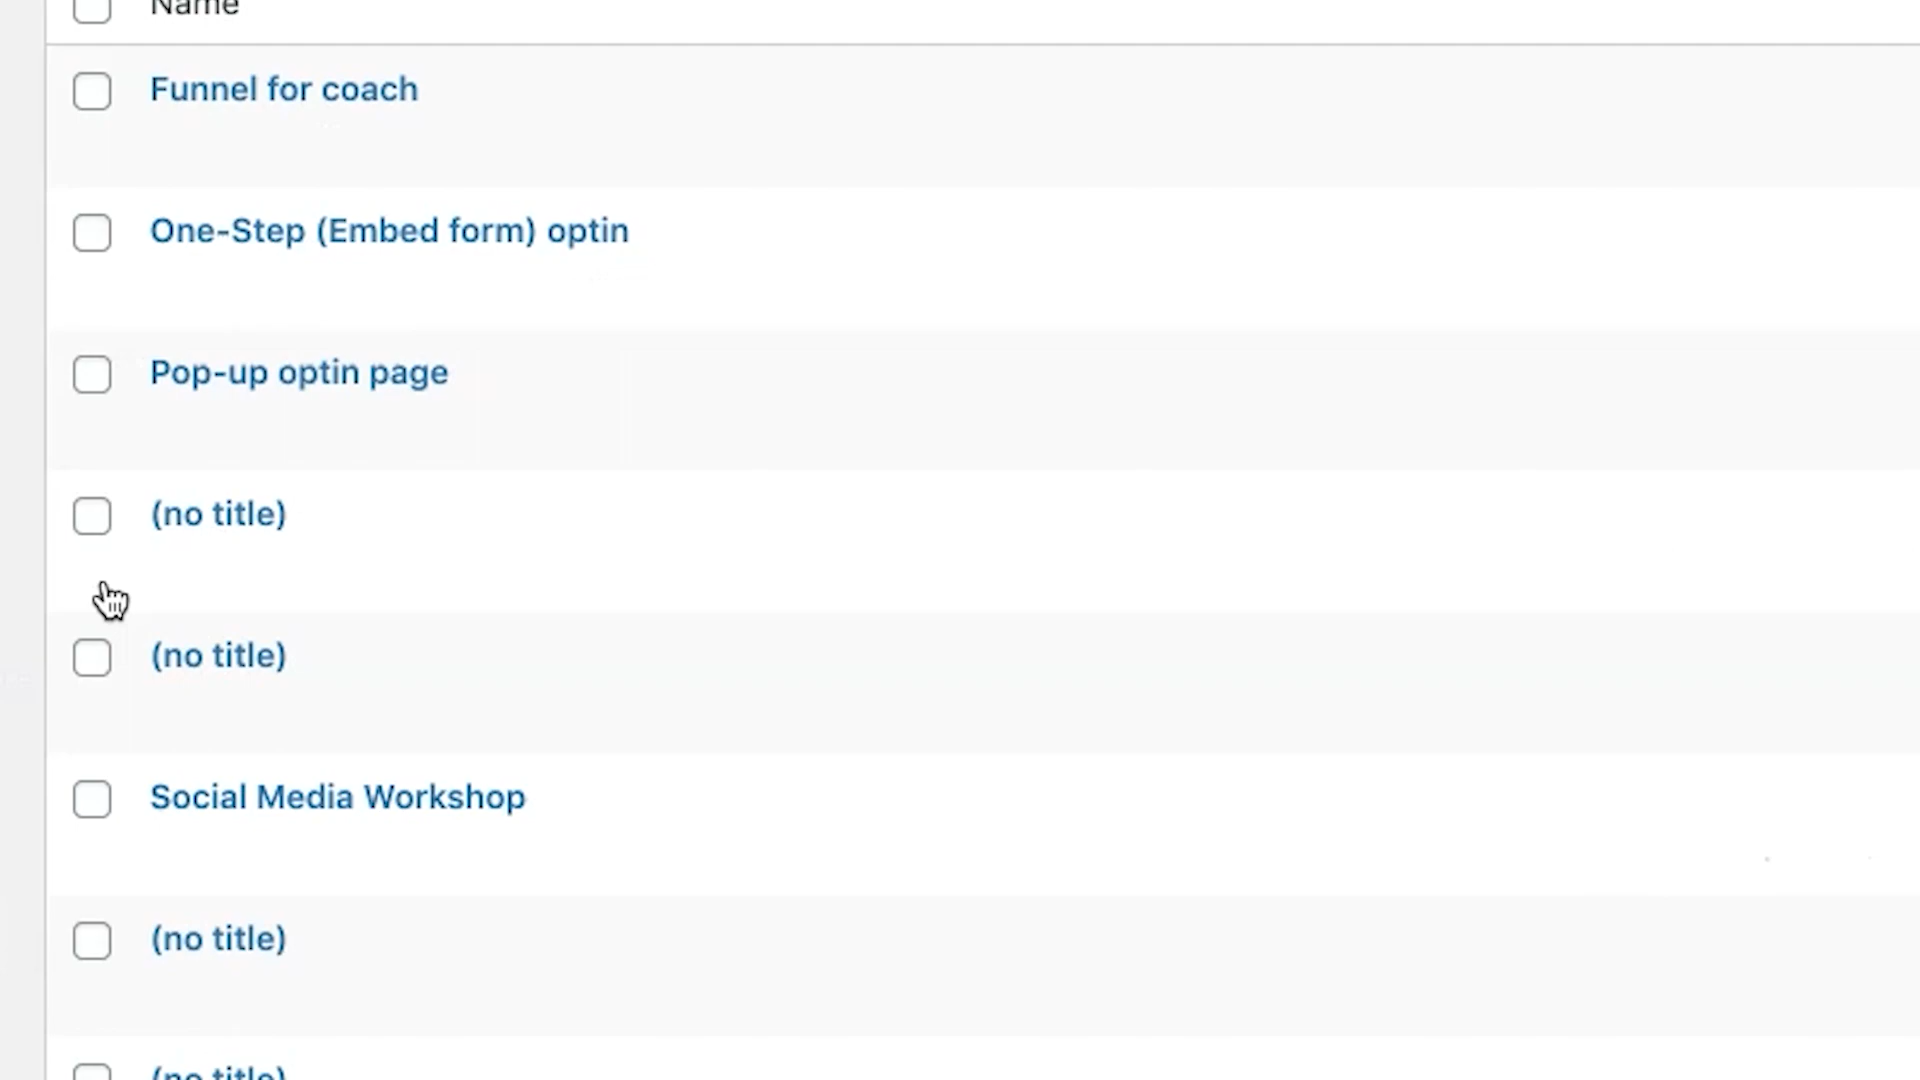 Name
Funnel for coach
One-Step (Embed form) optin
Pop-up optin page
(no title)
(no title)
Social Media Workshop
(no title)
(no title)